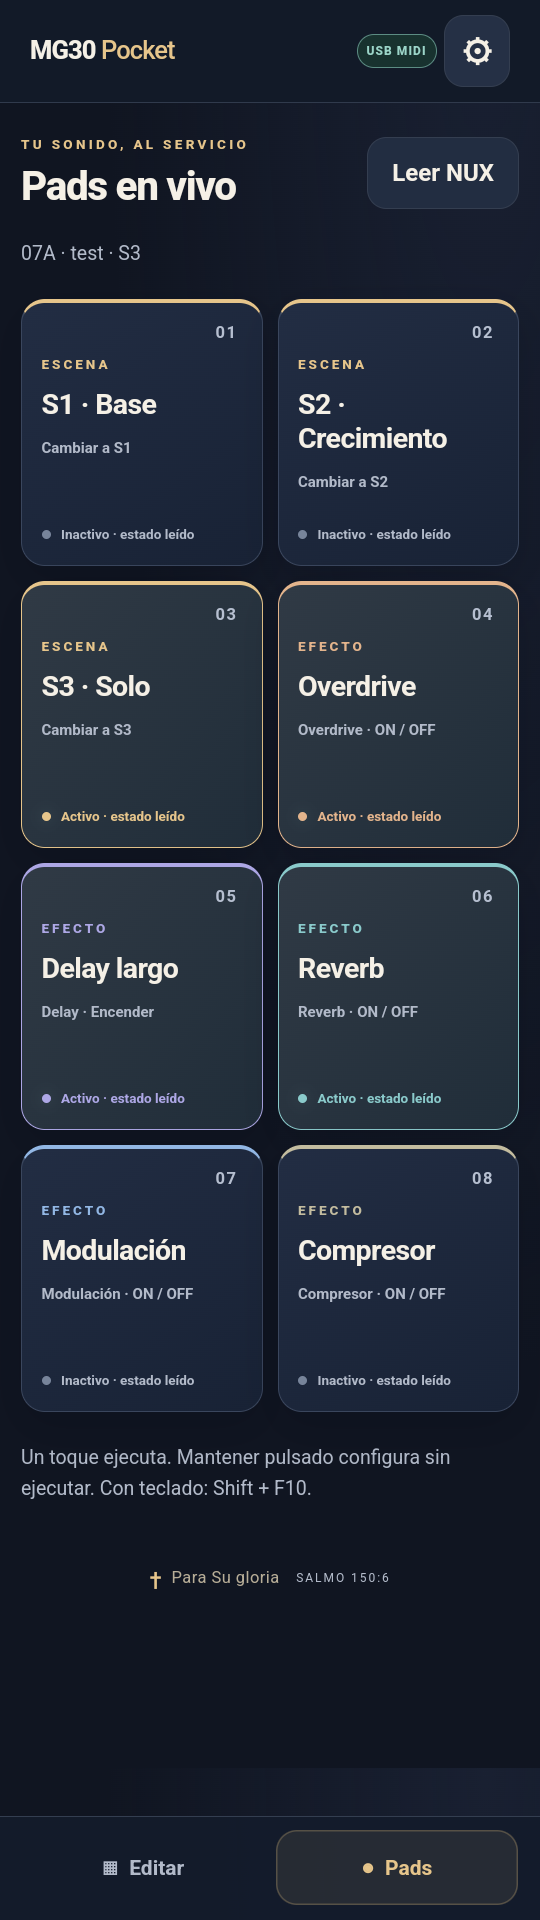 MG30 Pocket
USB MIDI
TU SONIDO, AL SERVICIO
Pads en vivo
Leer NUX
07A · test · S3
01
ESCENA
S1 · Base
Cambiar a S1
Inactivo · estado leído
02
ESCENA
S2 ·
Crecimiento
Cambiar a S2
Inactivo · estado leído
03
ESCENA
S3 · Solo
Cambiar a S3
Activo · estado leído
04
EFECTO
Overdrive
Overdrive · ON / OFF
Activo · estado leído
05
EFECTO
Delay largo
Delay · Encender
Activo · estado leído
06
EFECTO
Reverb
Reverb · ON / OFF
Activo · estado leído
07
EFECTO
Modulación
Modulación · ON / OFF
Inactivo · estado leído
08
EFECTO
Compresor
Compresor · ON / OFF
Inactivo · estado leído
Un toque ejecuta. Mantener pulsado configura sin
ejecutar. Con teclado: Shift + F10.
Para Su gloria SALMO 150:6
Editar
Pads